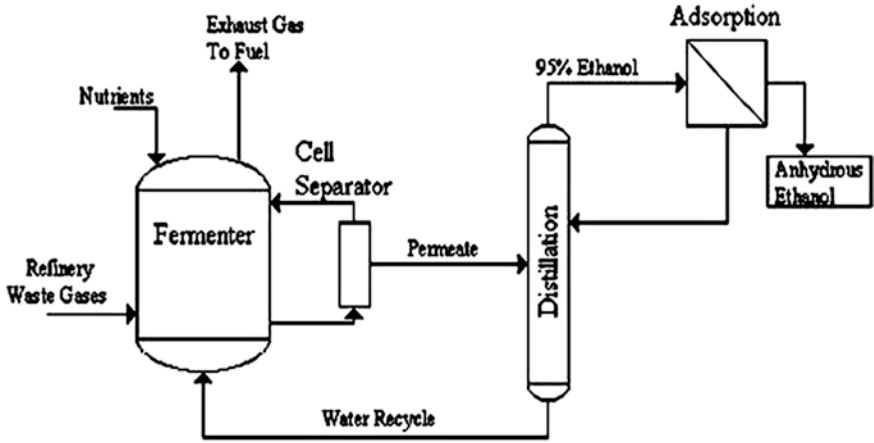 Exhaust Gas
To Fuel
Adsorption
95% Ethanol
Nutrients
Cell
Separator
Anhydrous
Ethanol
Fermenter
Permeate
Distillation
Refinery
Waste Gases
Water Recycle